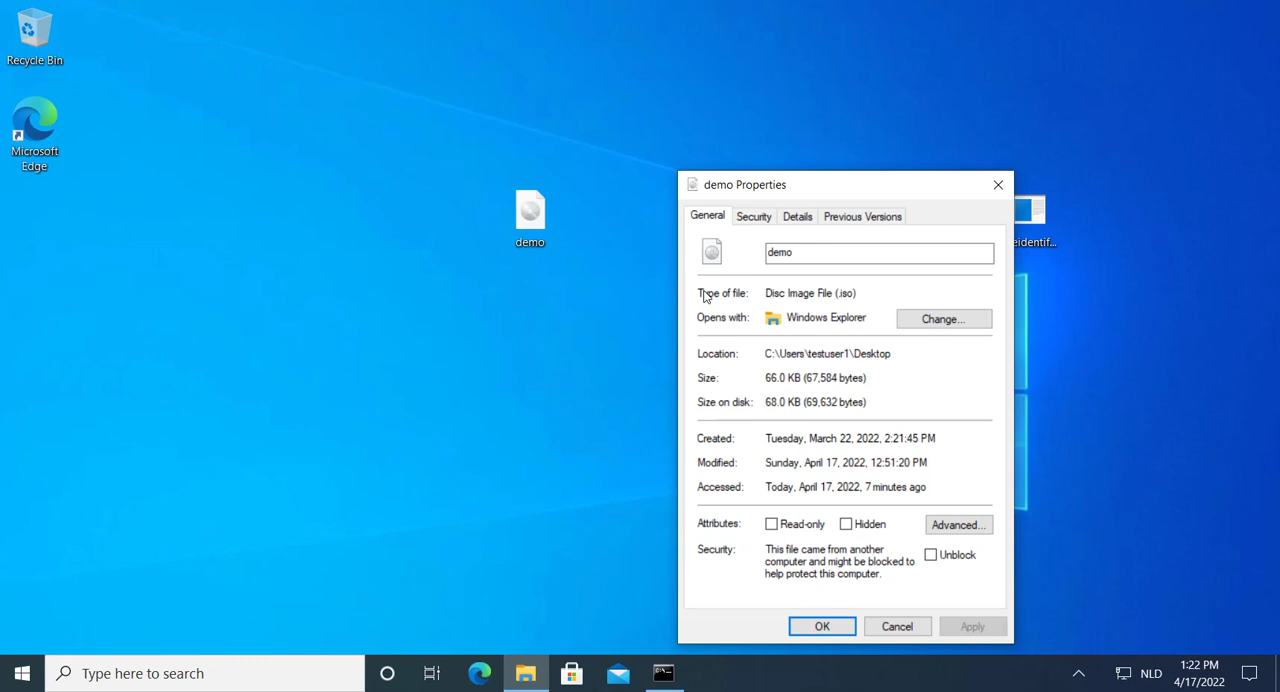 Recycle Bin
Microsoft
Edge
demo
eidentif...
demo Properties
General Security Details Previous Versions
demo
Type of file: Disc Image File (.iso)
Opens with: Windows Explorer Change...
Location: C:\Users\testuser1\Desktop
Size: 66.0 KB (67,584 bytes)
Size on disk: 68.0 KB (69,632 bytes)
Created: Tuesday, March 22, 2022, 2:21:45 PM
Modified: Sunday, April 17, 2022, 12:51:20 PM
Accessed: Today, April 17, 2022, 7 minutes ago
Attributes: Read-only Hidden Advanced...
Security: This file came from another
computer and might be blocked to
help protect this computer.
Unblock
OK Cancel Apply
Type here to search
NLD
1:22 PM
4/17/2022